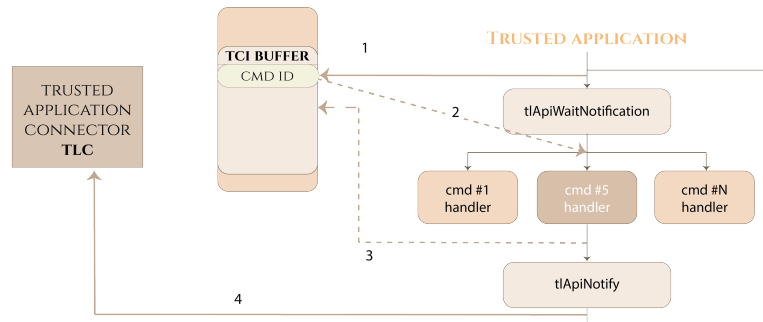 1
TRUSTED APPLICATION
TCI BUFFER
CMD ID
TRUSTED
APPLICATION
CONNECTOR
TLC
2
tlApiWaitNotification
cmd #1
handler
cmd #5
handler
cmd #N
handler
3
tlApiNotify
4